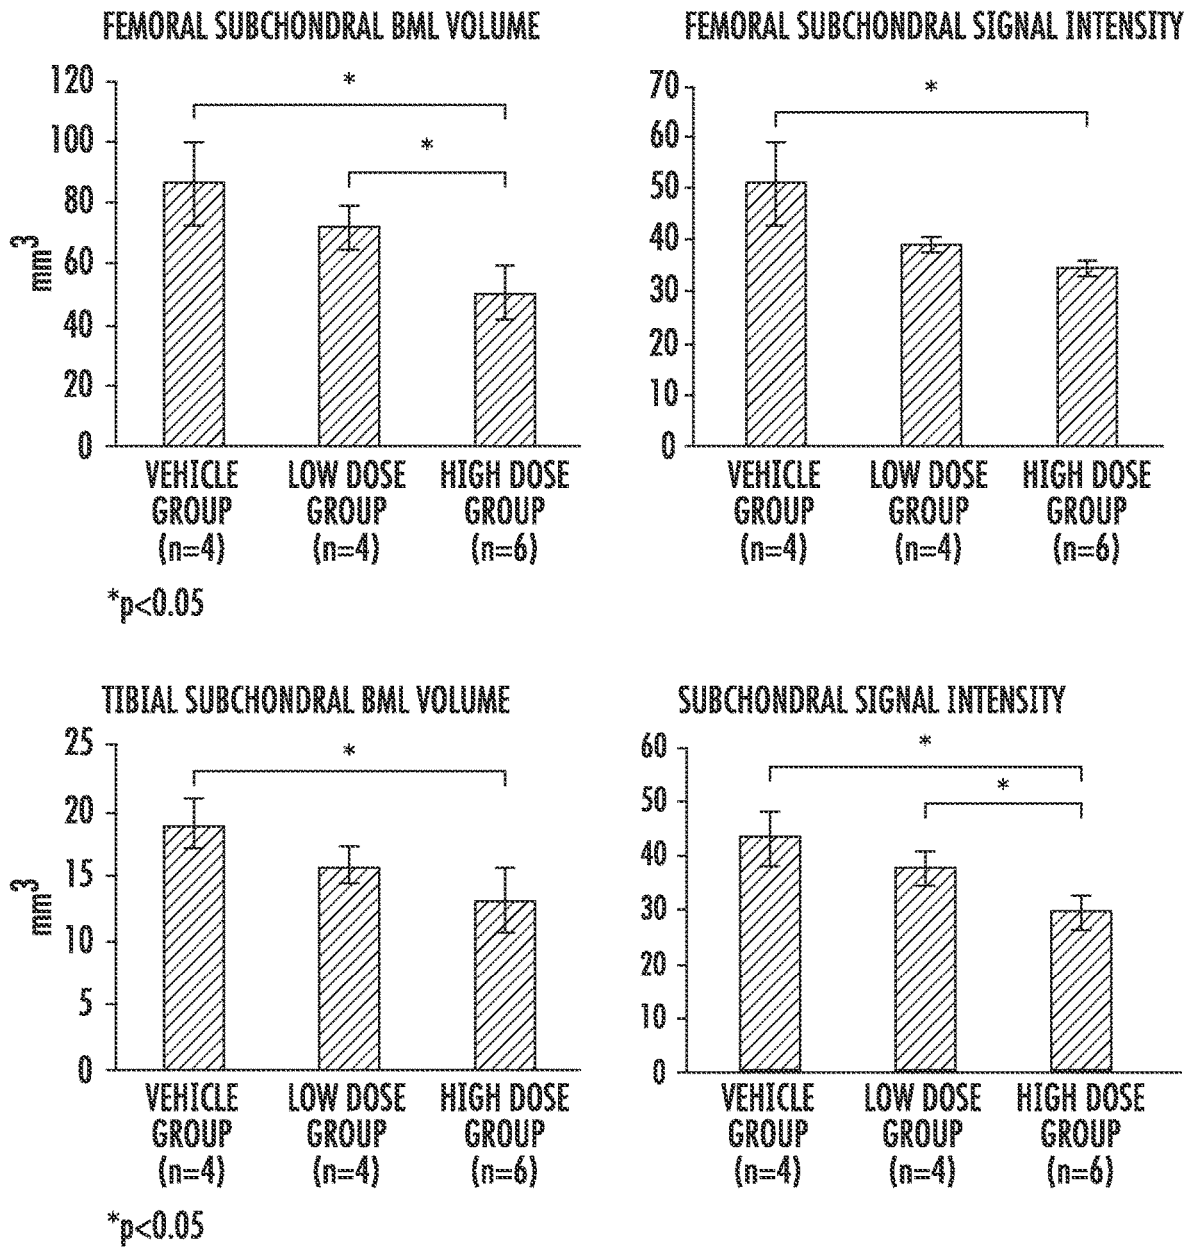 FEMORAL SUBCHONDRAL BML VOLUME
120
100
80
60
40
20
0
mm³
*
*
VEHICLE LOW DOSE HIGH DOSE
GROUP GROUP GROUP
(n=4) (n=4) (n=6)
*p<0.05
FEMORAL SUBCHONDRAL SIGNAL INTENSITY
70
60
50
40
30
20
10
0
*
VEHICLE LOW DOSE HIGH DOSE
GROUP GROUP GROUP
(n=4) (n=4) (n=6)
TIBIAL SUBCHONDRAL BML VOLUME
25
20
15
10
5
0
mm³
*
VEHICLE LOW DOSE HIGH DOSE
GROUP GROUP GROUP
(n=4) (n=4) (n=6)
*p<0.05
SUBCHONDRAL SIGNAL INTENSITY
60
50
40
30
20
10
0
*
*
VEHICLE LOW DOSE HIGH DOSE
GROUP GROUP GROUP
(n=4) (n=4) (n=6)